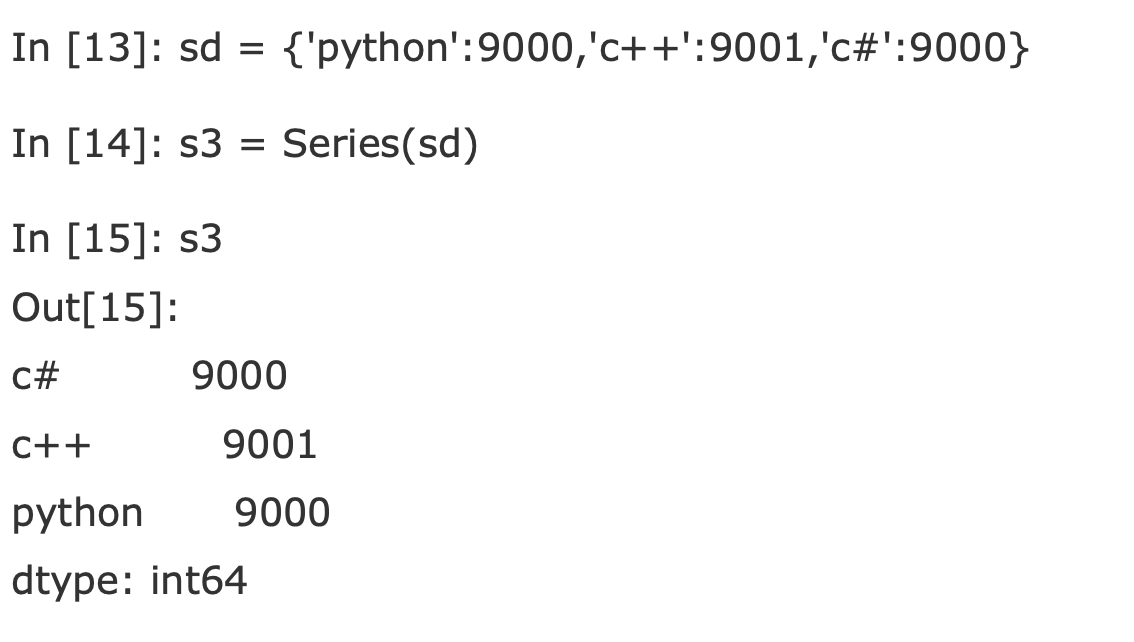 In [13]: sd = {'python':9000,'c++':9001,'c#':9000}
In [14]: s3 = Series(sd)
In [15]: s3
Out[15]:
c# 9000
c++ 9001
python 9000
dtype: int64